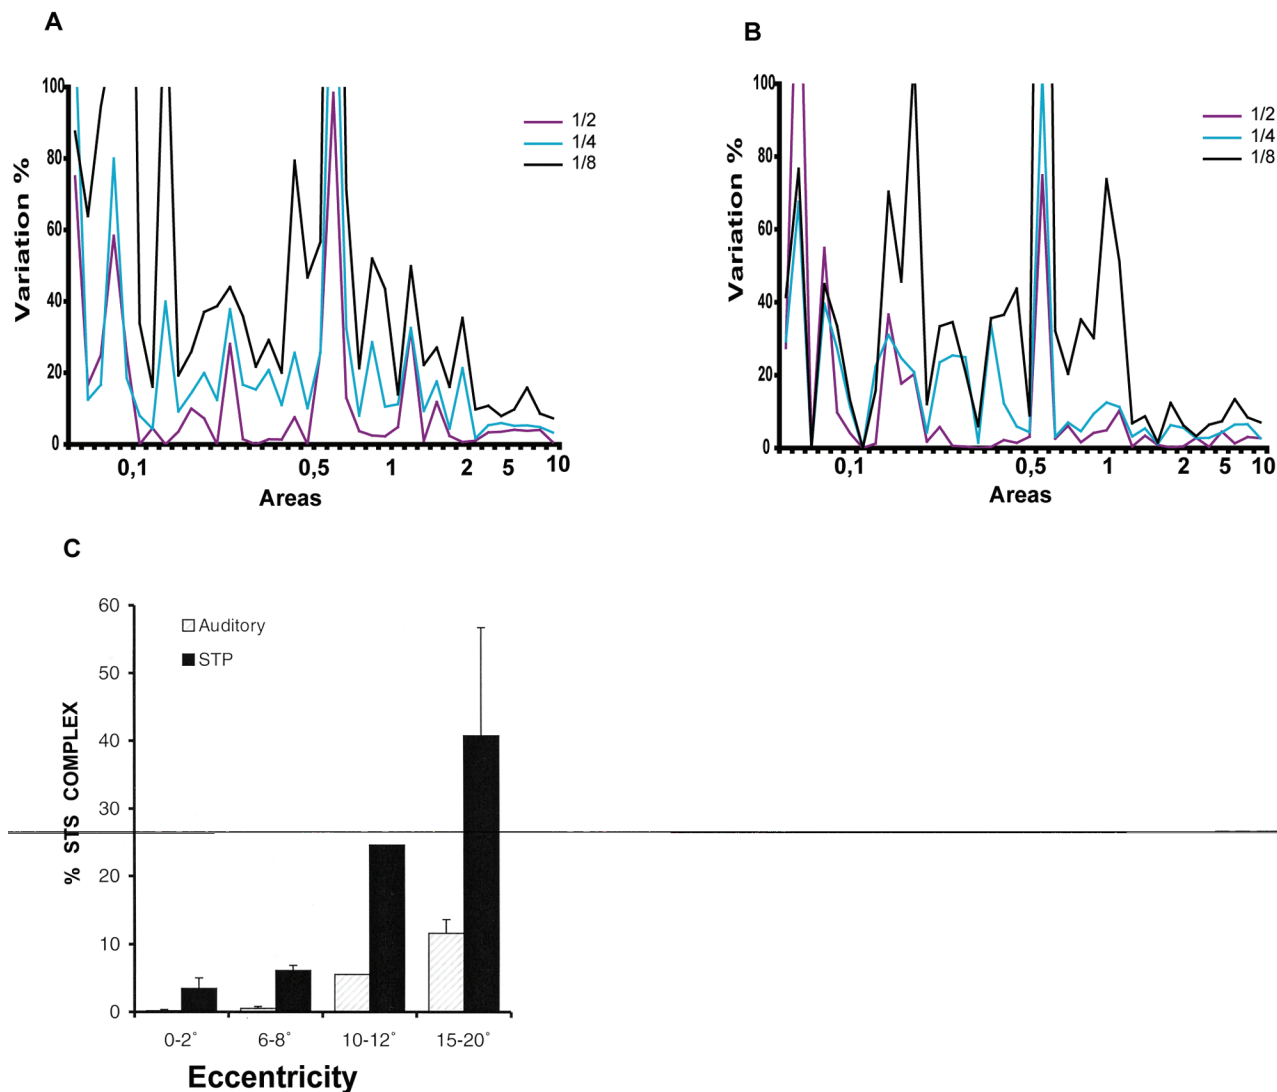 A
100
80
60
40
20
0
Variation %
1/2
1/4
1/8
0,1 0,5 1 2 5 10
Areas
B
100
80
60
40
20
0
Variation %
1/2
1/4
1/8
0,1 0,5 1 2 5 10
Areas
C
60
50
40
30
20
10
0
% STS COMPLEX
Auditory
STP
0-2° 6-8° 10-12° 15-20°
Eccentricity